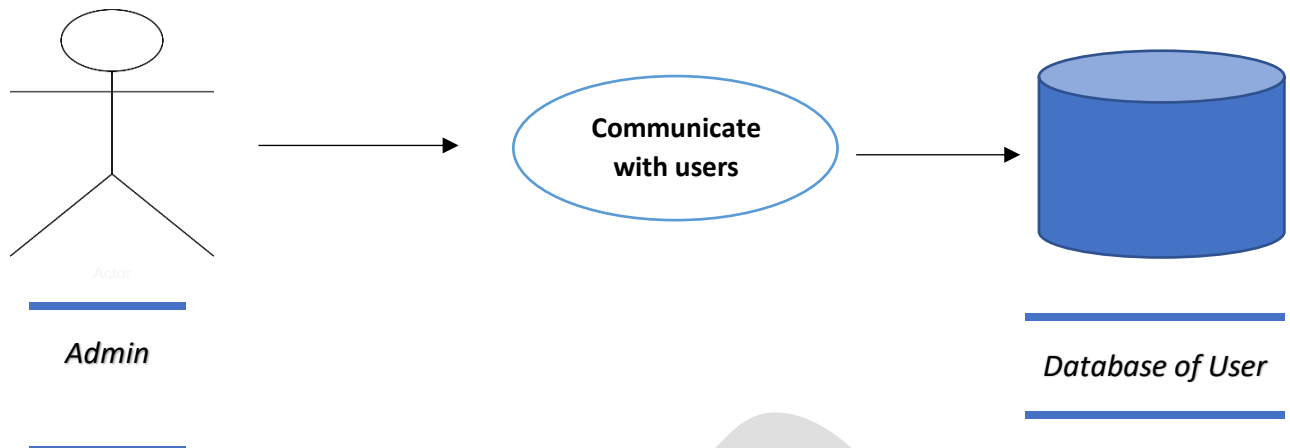 Communicate
with users
Actor
Admin
Database of User